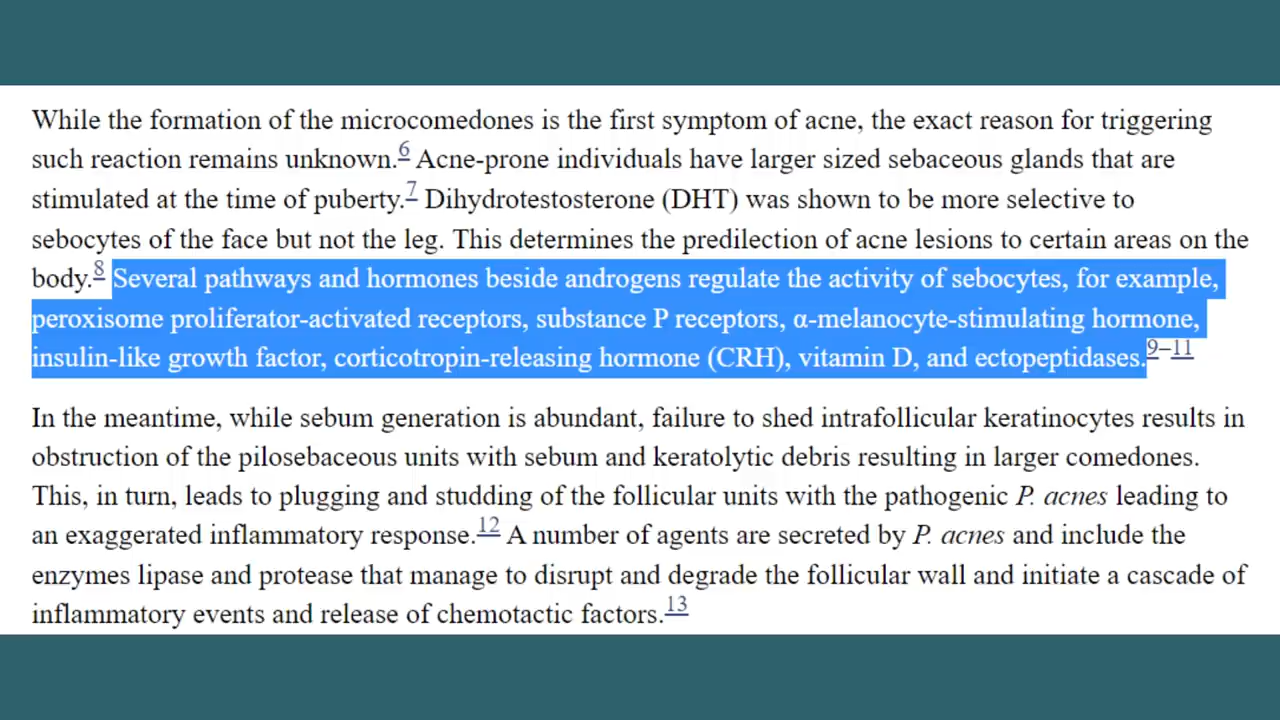 While the formation of the microcomedones is the first symptom of acne, the exact reason for triggering
such reaction remains unknown.6 Acne-prone individuals have larger sized sebaceous glands that are
stimulated at the time of puberty.7 Dihydrotestosterone (DHT) was shown to be more selective to
sebocytes of the face but not the leg. This determines the predilection of acne lesions to certain areas on the
body.8 Several pathways and hormones beside androgens regulate the activity of sebocytes, for example,
peroxisome proliferator-activated receptors, substance P receptors, α-melanocyte-stimulating hormone,
insulin-like growth factor, corticotropin-releasing hormone (CRH), vitamin D, and ectopeptidases.9–11
In the meantime, while sebum generation is abundant, failure to shed intrafollicular keratinocytes results in
obstruction of the pilosebaceous units with sebum and keratolytic debris resulting in larger comedones.
This, in turn, leads to plugging and studding of the follicular units with the pathogenic P. acnes leading to
an exaggerated inflammatory response.12 A number of agents are secreted by P. acnes and include the
enzymes lipase and protease that manage to disrupt and degrade the follicular wall and initiate a cascade of
inflammatory events and release of chemotactic factors.13